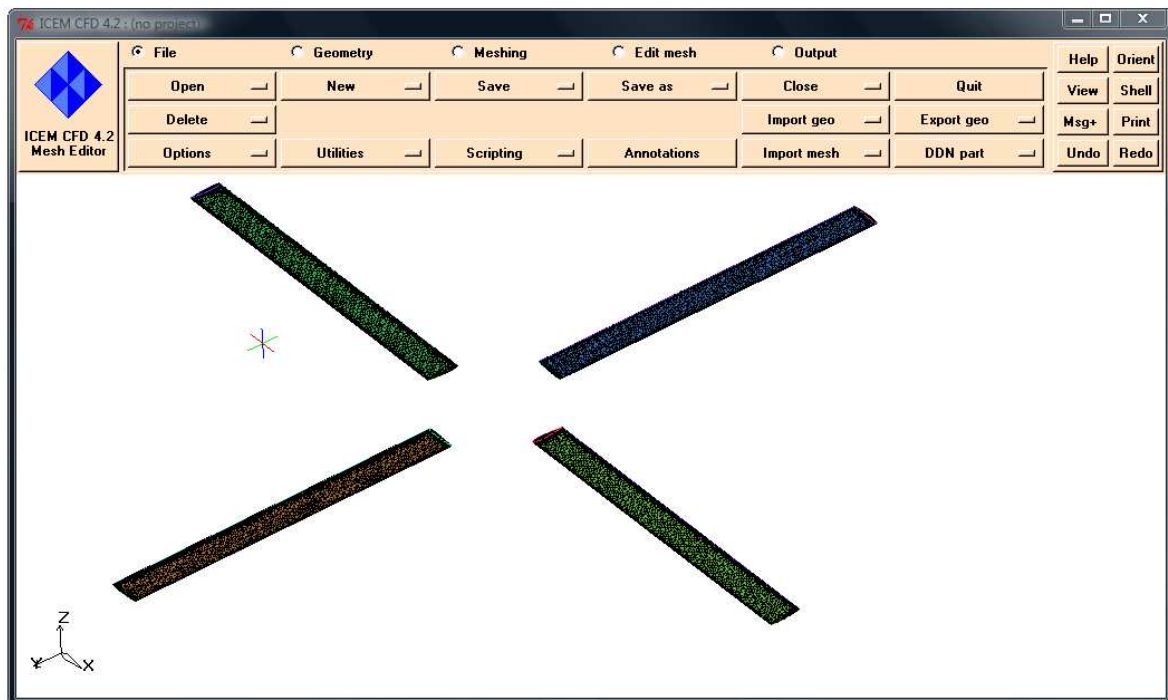 ICEM CFD 4.2 : (no project)
File Geometry Meshing Edit mesh Output
Open New Save Save as Close Quit
Delete Import geo Export geo
Options Utilities Scripting Annotations Import mesh DDN part
ICEM CFD 4.2
Mesh Editor
Help Orient
View Shell
Msg+ Print
Undo Redo
Z
Y X